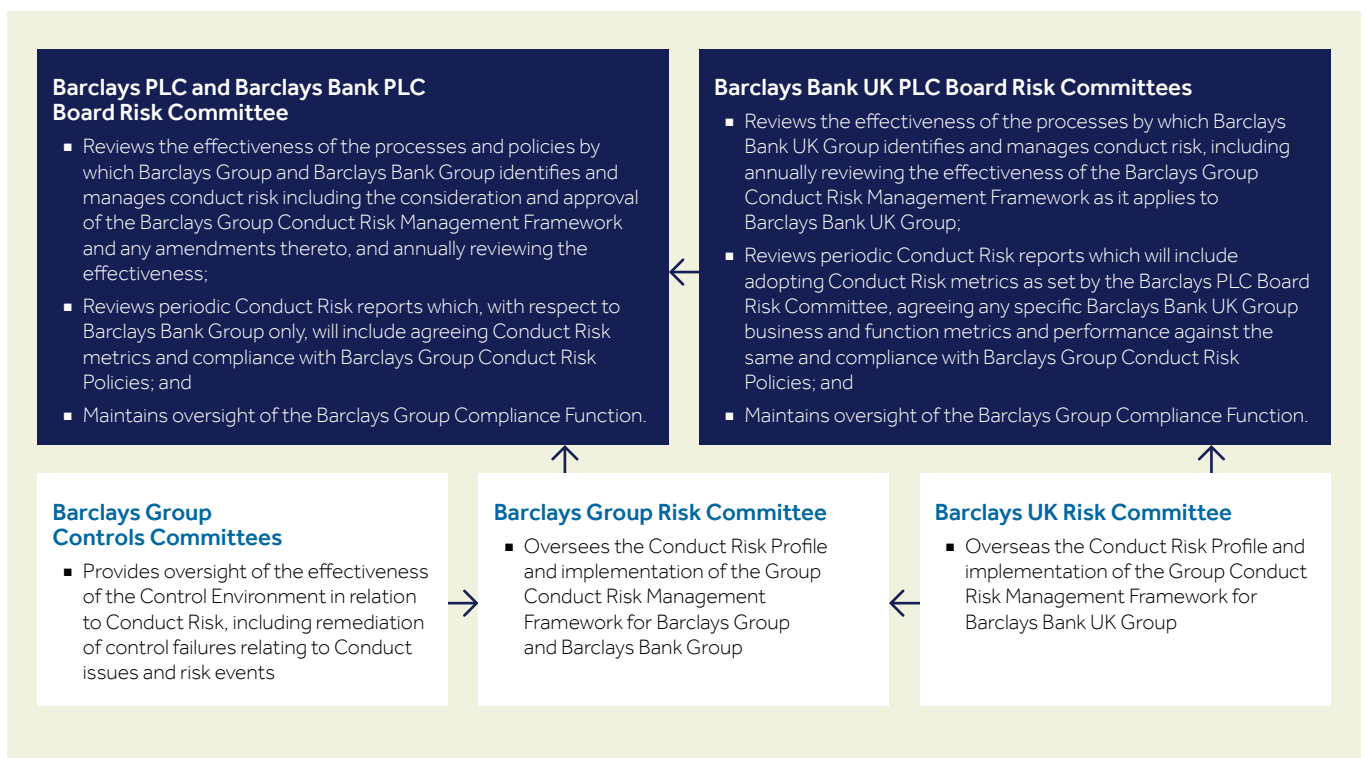 Barclays PLC and Barclays Bank PLC
Board Risk Committee
▪ Reviews the effectiveness of the processes and policies by
which Barclays Group and Barclays Bank Group identifies and
manages conduct risk including the consideration and approval
of the Barclays Group Conduct Risk Management Framework
and any amendments thereto, and annually reviewing the
effectiveness;
▪ Reviews periodic Conduct Risk reports which, with respect to
Barclays Bank Group only, will include agreeing Conduct Risk
metrics and compliance with Barclays Group Conduct Risk
Policies; and
▪ Maintains oversight of the Barclays Group Compliance Function.
Barclays Bank UK PLC Board Risk Committees
▪ Reviews the effectiveness of the processes by which Barclays
Bank UK Group identifies and manages conduct risk, including
annually reviewing the effectiveness of the Barclays Group
Conduct Risk Management Framework as it applies to
Barclays Bank UK Group;
▪ Reviews periodic Conduct Risk reports which will include
adopting Conduct Risk metrics as set by the Barclays PLC Board
Risk Committee, agreeing any specific Barclays Bank UK Group
business and function metrics and performance against the
same and compliance with Barclays Group Conduct Risk
Policies; and
▪ Maintains oversight of the Barclays Group Compliance Function.
Barclays Group
Controls Committees
▪ Provides oversight of the effectiveness
of the Control Environment in relation
to Conduct Risk, including remediation
of control failures relating to Conduct
issues and risk events
Barclays Group Risk Committee
▪ Oversees the Conduct Risk Profile
and implementation of the Group
Conduct Risk Management
Framework for Barclays Group
and Barclays Bank Group
Barclays UK Risk Committee
▪ Overseas the Conduct Risk Profile and
implementation of the Group Conduct
Risk Management Framework for
Barclays Bank UK Group